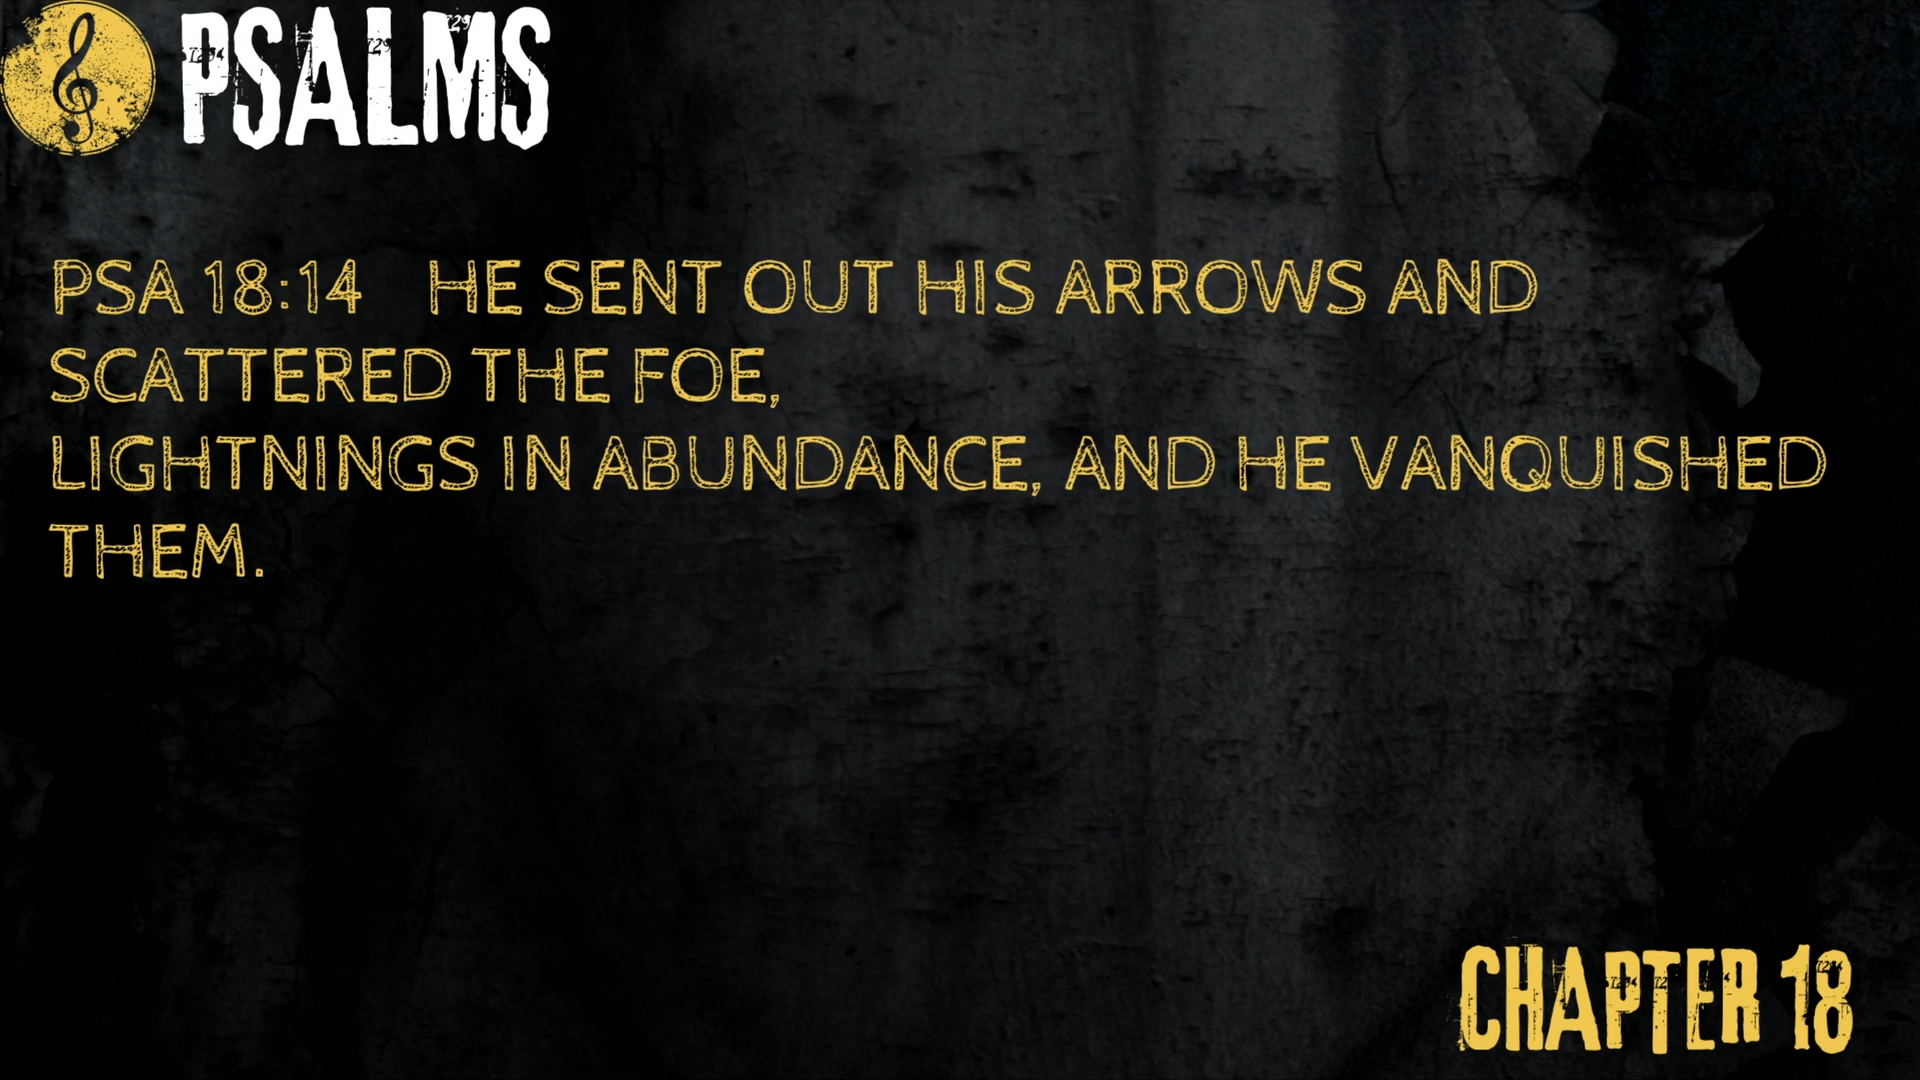 PSALMS
PSA 18:14 HE SENT OUT HIS ARROWS AND
SCATTERED THE FOE,
LIGHTNINGS IN ABUNDANCE, AND HE VANQUISHED
THEM.
CHAPTER 18